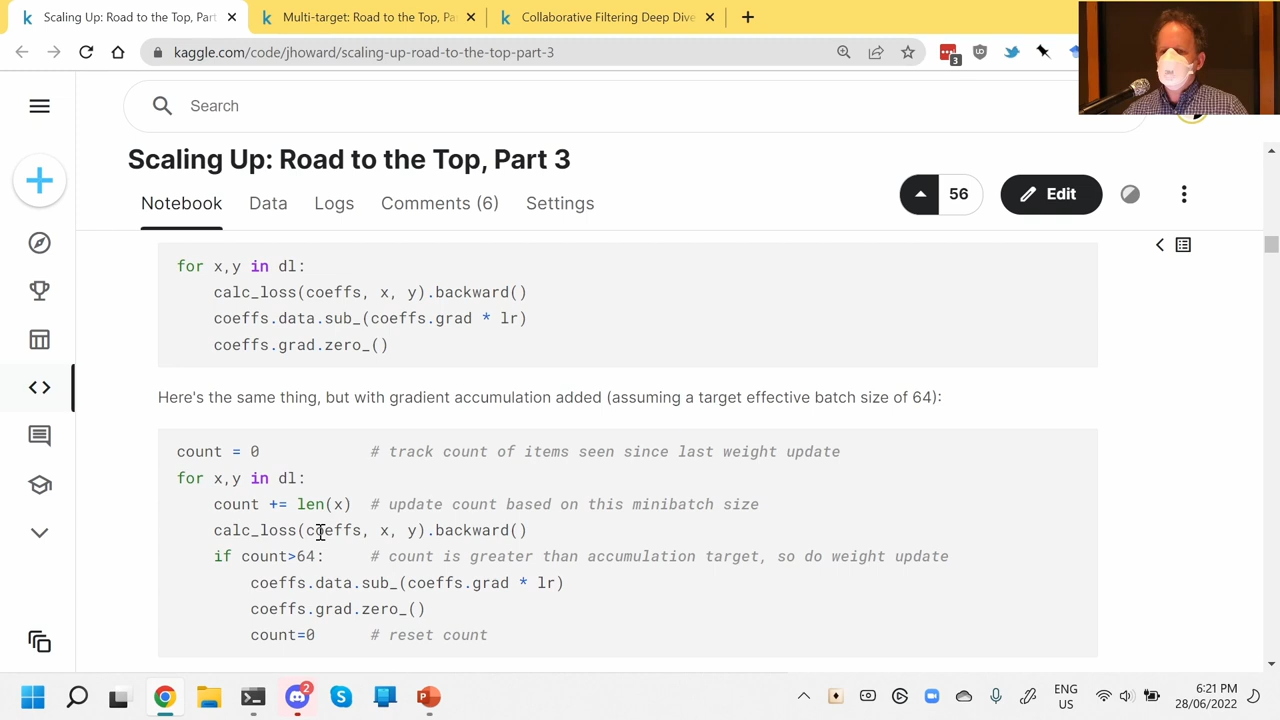 Scaling Up: Road to the Top, Part
Multi-target: Road to the Top, Pa
Collaborative Filtering Deep Dive
kaggle.com/code/jhoward/scaling-up-road-to-the-top-part-3
3
Search
Scaling Up: Road to the Top, Part 3
56
Edit
Notebook
Data
Logs
Comments (6)
Settings
for x,y in dl:
calc_loss(coeffs, x, y).backward()
coeffs.data.sub_(coeffs.grad * lr)
coeffs.grad.zero_()
Here's the same thing, but with gradient accumulation added (assuming a target effective batch size of 64):
count = 0 # track count of items seen since last weight update
for x,y in dl:
count += len(x) # update count based on this minibatch size
calc_loss(coeffs, x, y).backward()
if count>64: # count is greater than accumulation target, so do weight update
coeffs.data.sub_(coeffs.grad * lr)
coeffs.grad.zero_()
count=0 # reset count
2
ENG
US
6:21 PM
28/06/2022